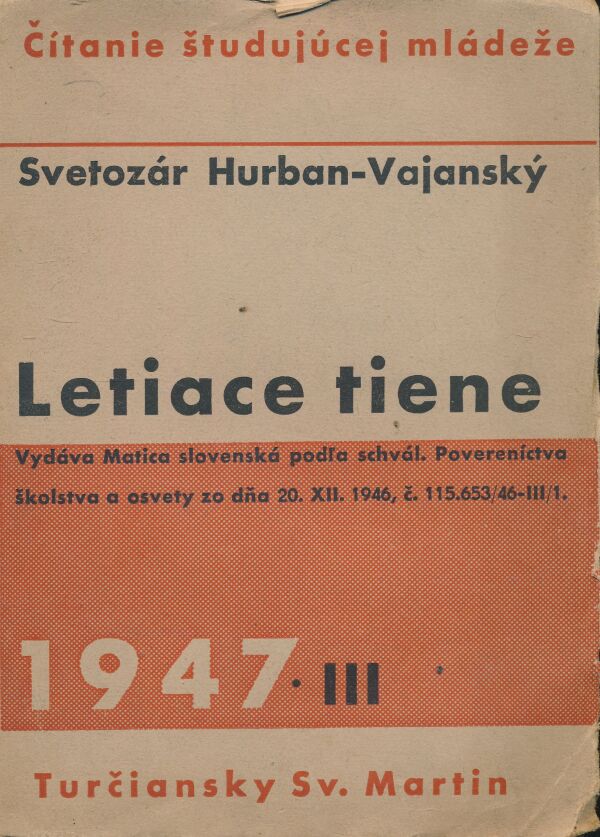 Čítanie študujúcej mládeže
Svetozár Hurban-Vajanský
Letiace tiene
Vydáva Matica slovenská podľa schvál. Povereníctva
školstva a osvety zo dňa 20. XII. 1946, č. 115.653/46-III/1.
1947 · III
Turčiansky Sv. Martin